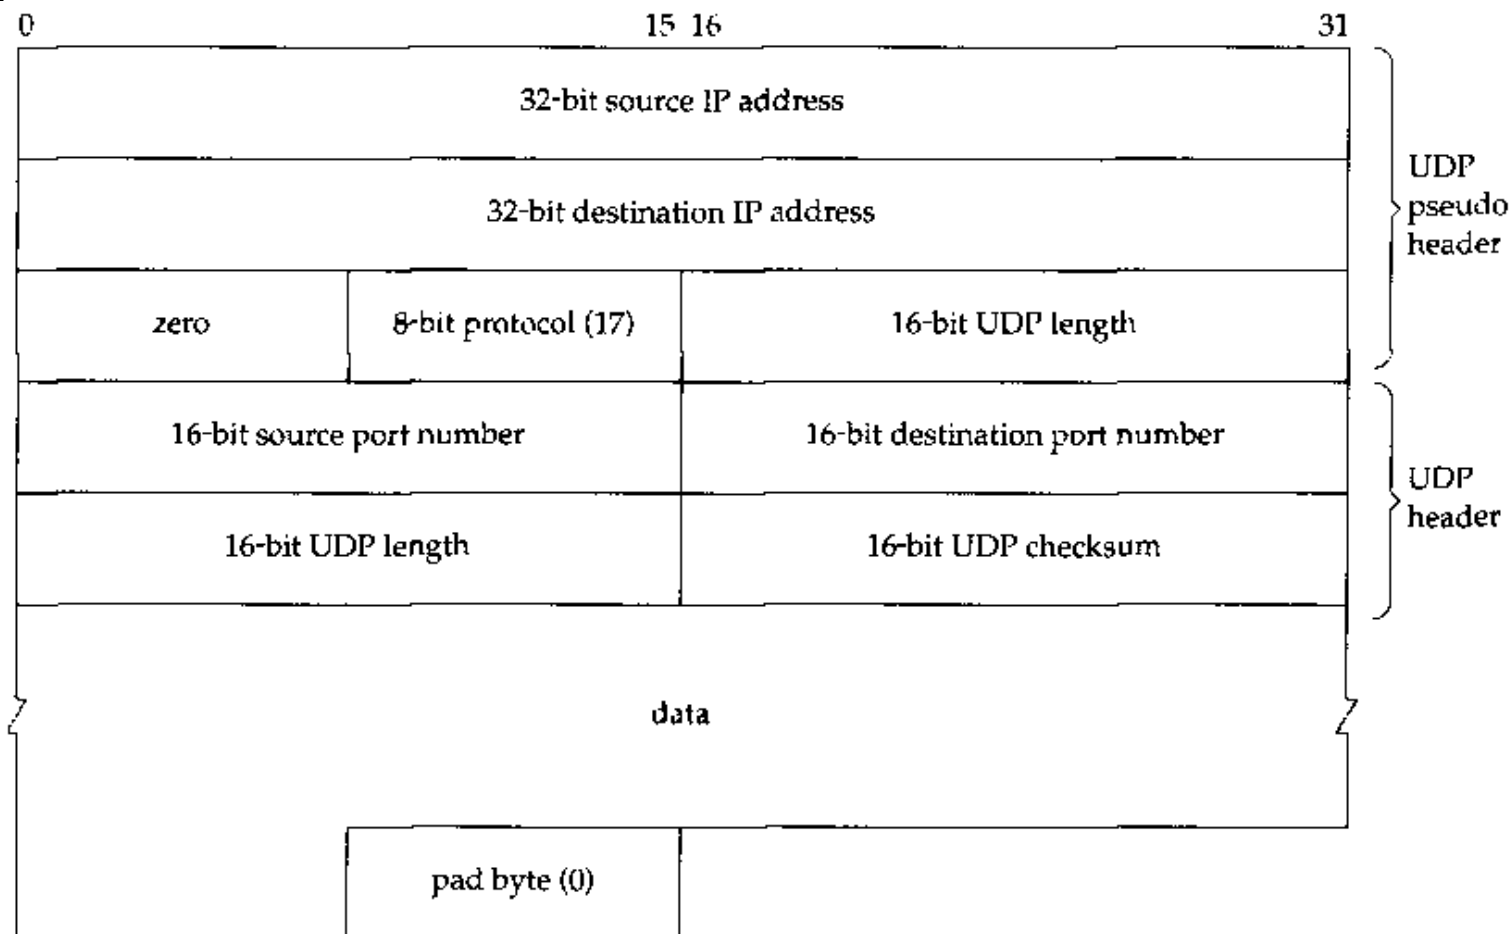 0 15 16 31
32-bit source IP address
32-bit destination IP address
UDP
pseudo
header
zero 8-bit protocol (17) 16-bit UDP length
16-bit source port number 16-bit destination port number
16-bit UDP length 16-bit UDP checksum
UDP
header
data
pad byte (0)